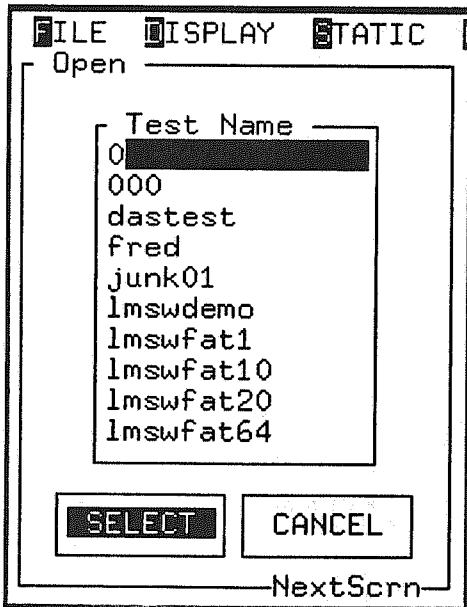 FILE DISPLAY STATIC
Open
Test Name
0
000
dastest
fred
junk01
lmswdemo
lmswfat1
lmswfat10
lmswfat20
lmswfat64
SELECT CANCEL
NextScrn